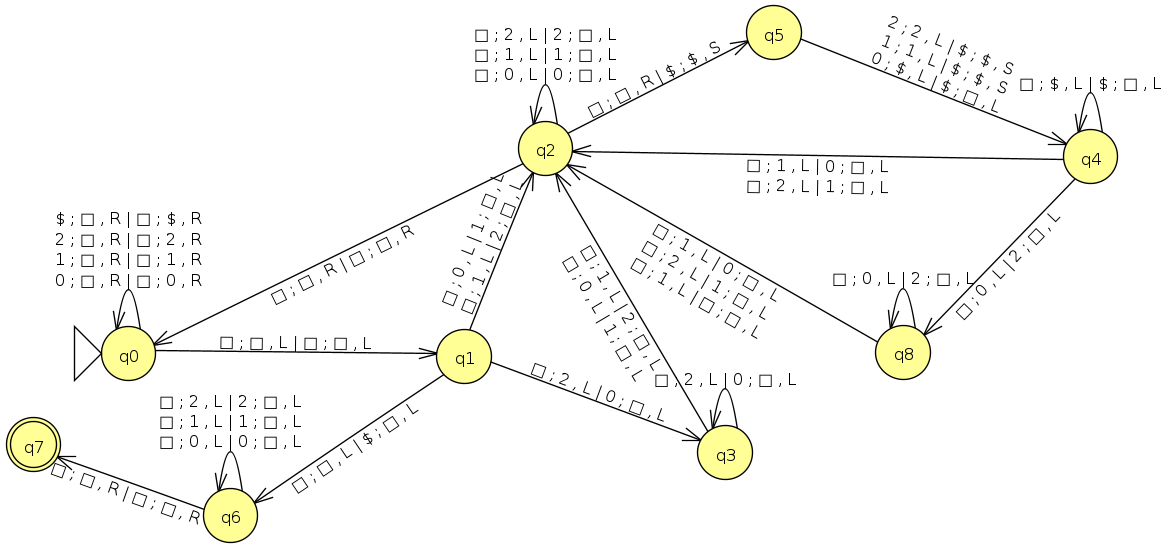 q5
□;2,L|2;□,L
□;1,L|1;□,L
□;0,L|0;□,L
□;□,R|$;$,S
2;2,L|$;$,S
1;1,L|$;$,S
0;$,L|$;□,L
□;$,L|$;□,L
q2
q4
□;1,L|0;□,L
□;2,L|1;□,L
$;□,R|□;$,R
2;□,R|□;2,R
1;□,R|□;1,R
0;□,R|□;0,R
□;□,R|□;□,R
□;0,L|1;□,L
□;1,L|2;□,L
□;1,L|2;□,L
□;0,L|1;□,L
□;1,L|0;□,L
□;2,L|1;□,L
□;1,L|□;□,L
□;0,L|2;□,L
□;0,L|2;□,L
q0
□;□,L|□;□,L
q1
q8
□;2,L|0;□,L
□;2,L|0;□,L
□;2,L|2;□,L
□;1,L|1;□,L
□;0,L|0;□,L
□;□,L|$;□,L
q7
q3
□;□,R|□;□,R
q6